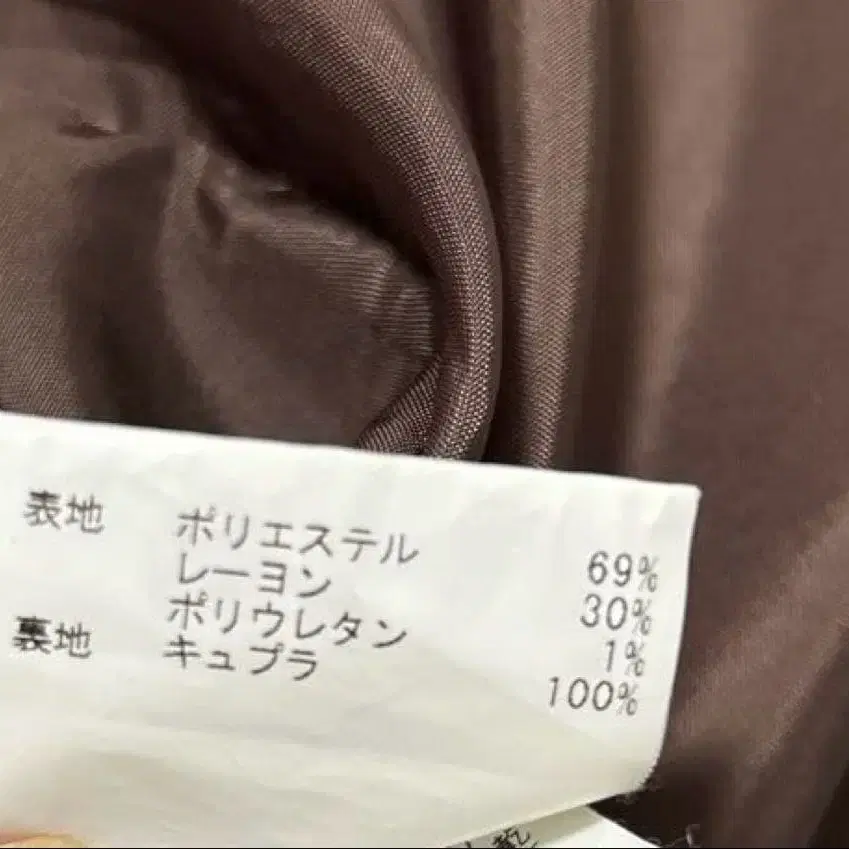 表地 ポリエステル 69%
レーヨン 30%
ポリウレタン 1%
裏地 キュプラ 100%